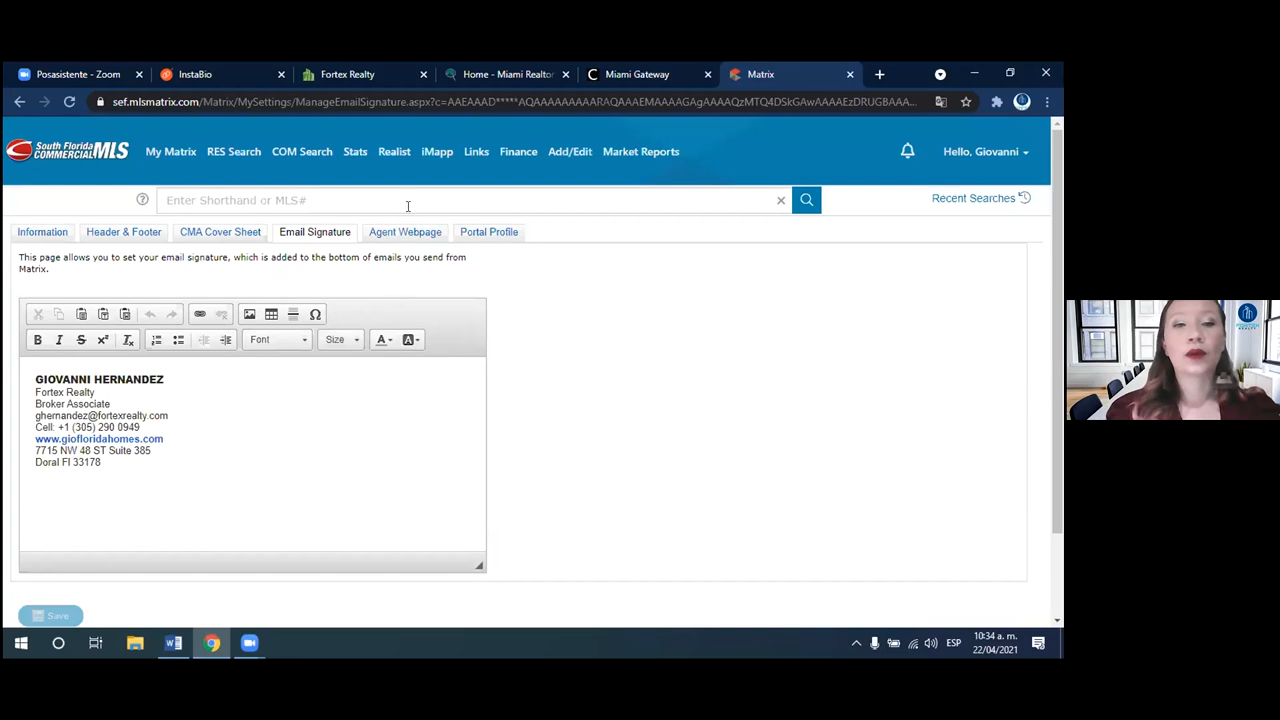 Posasistente - Zoom
InstaBio
Fortex Realty
Home - Miami Realtor
Miami Gateway
Matrix
sef.mlsmatrix.com/Matrix/MySettings/ManageEmailSignature.aspx?c=AAEAAAD*****AQAAAAAAAAARAQAAAEMAAAAGAgAAAAQzMTQ4DSkGAwAAAAEzDRUGBAAA...
South Florida
COMMERCIAL MLS
My Matrix
RES Search
COM Search
Stats
Realist
iMapp
Links
Finance
Add/Edit
Market Reports
Hello, Giovanni
Enter Shorthand or MLS#
Recent Searches
Information
Header & Footer
CMA Cover Sheet
Email Signature
Agent Webpage
Portal Profile
This page allows you to set your email signature, which is added to the bottom of emails you send from
Matrix.
Font
Size
GIOVANNI HERNANDEZ
Fortex Realty
Broker Associate
ghernandez@fortexrealty.com
Cell: +1 (305) 290 0949
www.giofloridahomes.com
7715 NW 48 ST Suite 385
Doral Fl 33178
Save
ESP
10:34 a. m.
22/04/2021